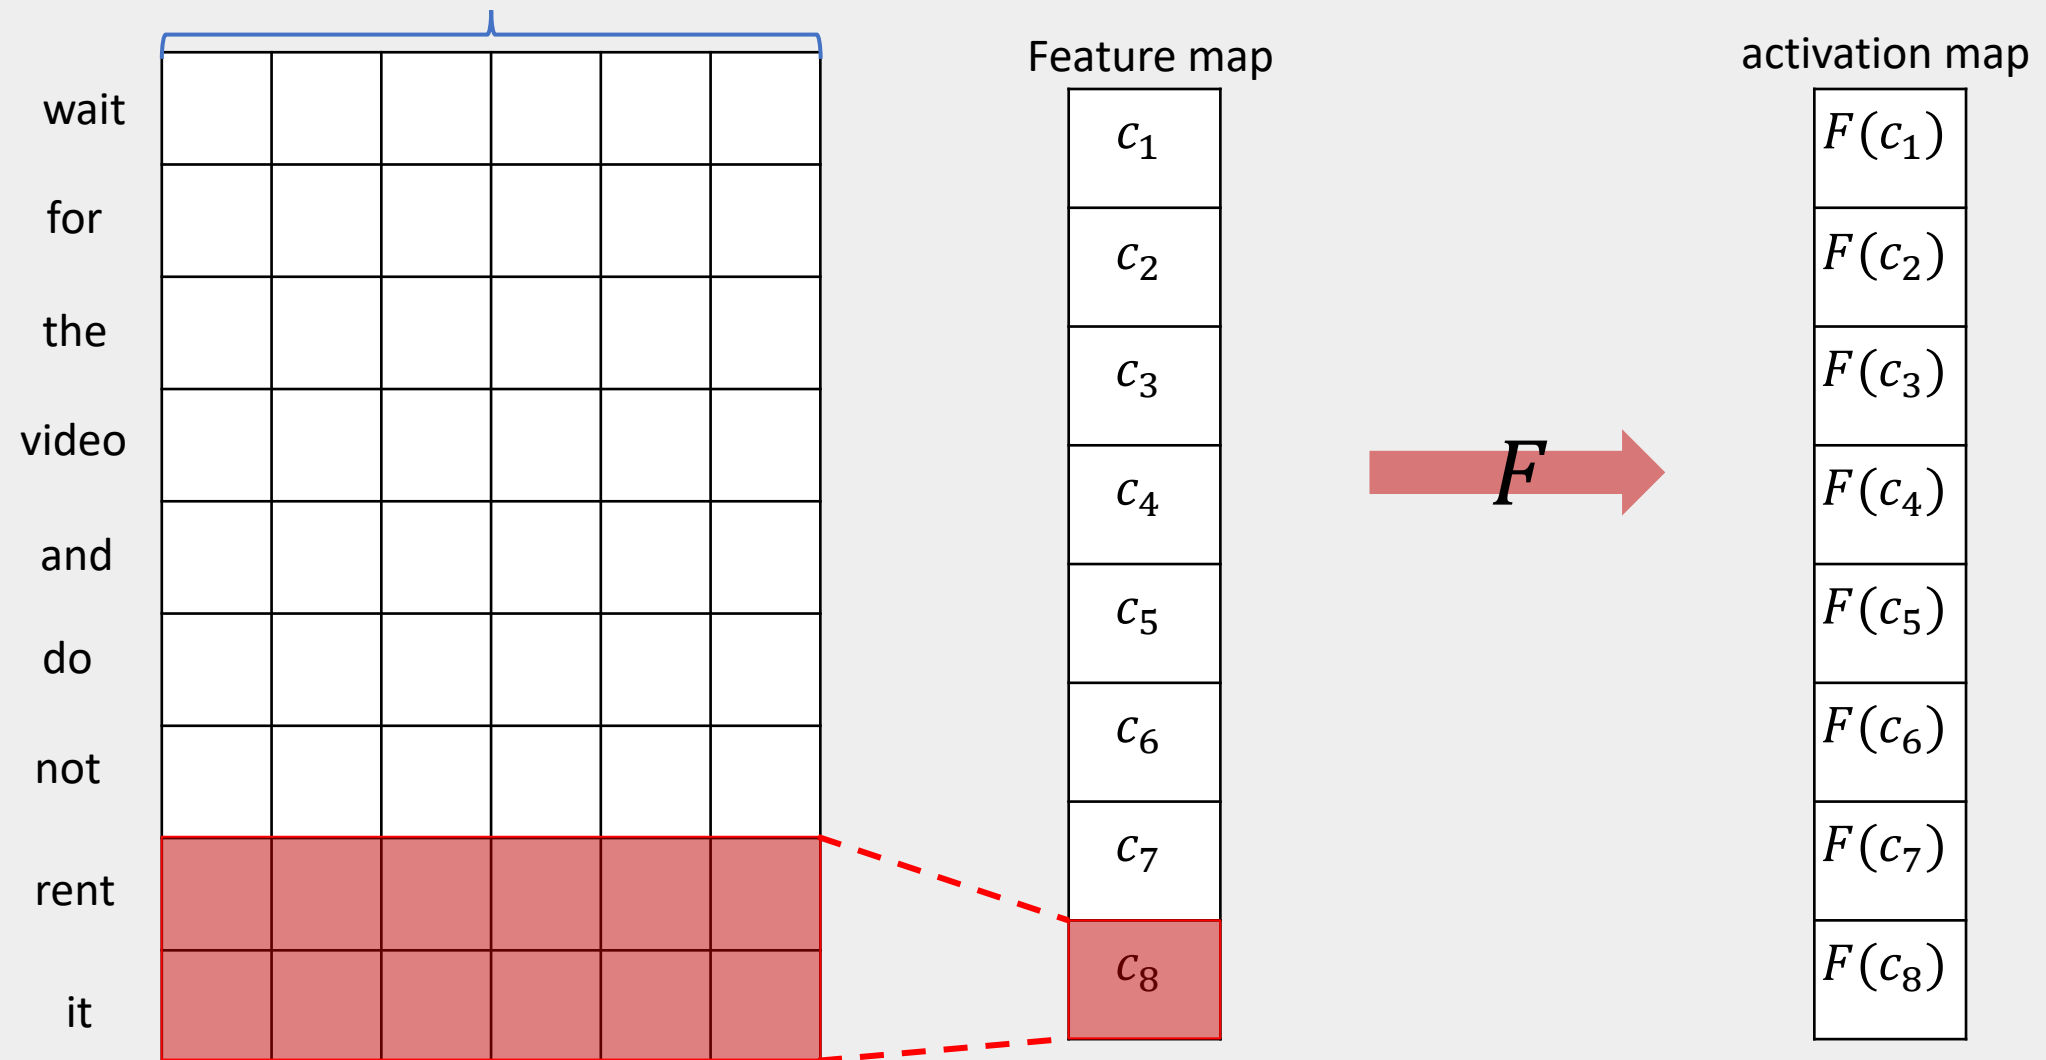 wait
for
the
video
and
do
not
rent
it
Feature map
c₁
c₂
c₃
c₄
c₅
c₆
c₇
c₈
F
activation map
F(c₁)
F(c₂)
F(c₃)
F(c₄)
F(c₅)
F(c₆)
F(c₇)
F(c₈)